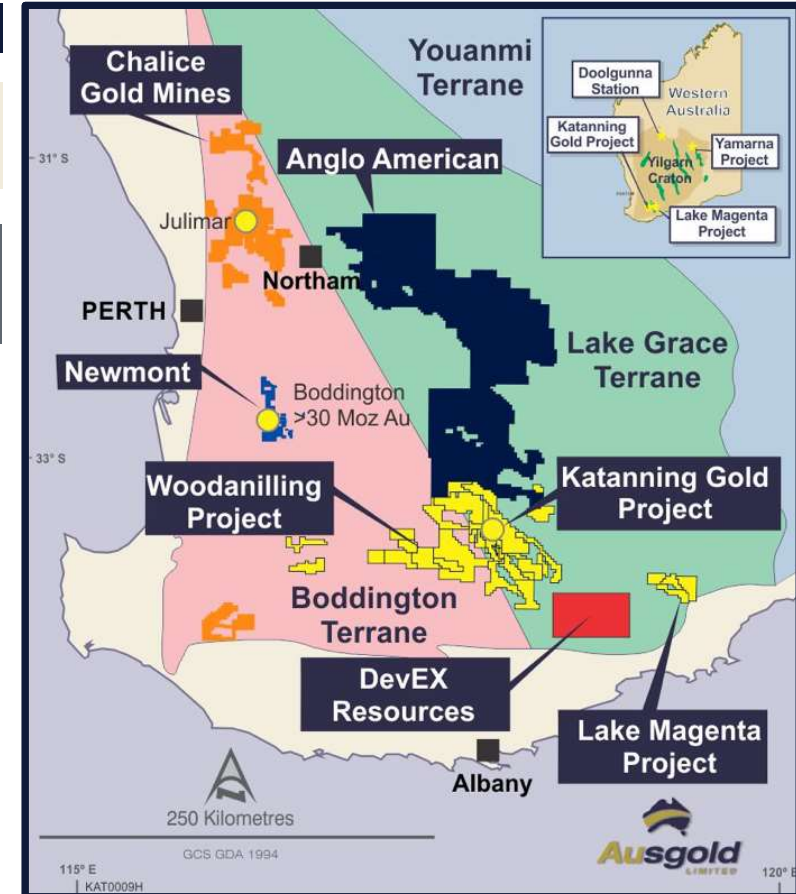 Youanmi
Terrane
Chalice
Gold Mines
Doolgunna
Station
Western
Australia
Katanning
Gold Project
Yamarna
Project
Yilgarn
Craton
Lake Magenta
Project
31° S
Anglo American
Julimar
Northam
PERTH
Lake Grace
Terrane
Newmont
Boddington
>30 Moz Au
33° S
Woodanilling
Project
Katanning Gold
Project
Boddington
Terrane
DevEX
Resources
Lake Magenta
Project
Albany
250 Kilometres
GCS GDA 1994
Ausgold
LIMITED
115° E
120° E
KAT0009H